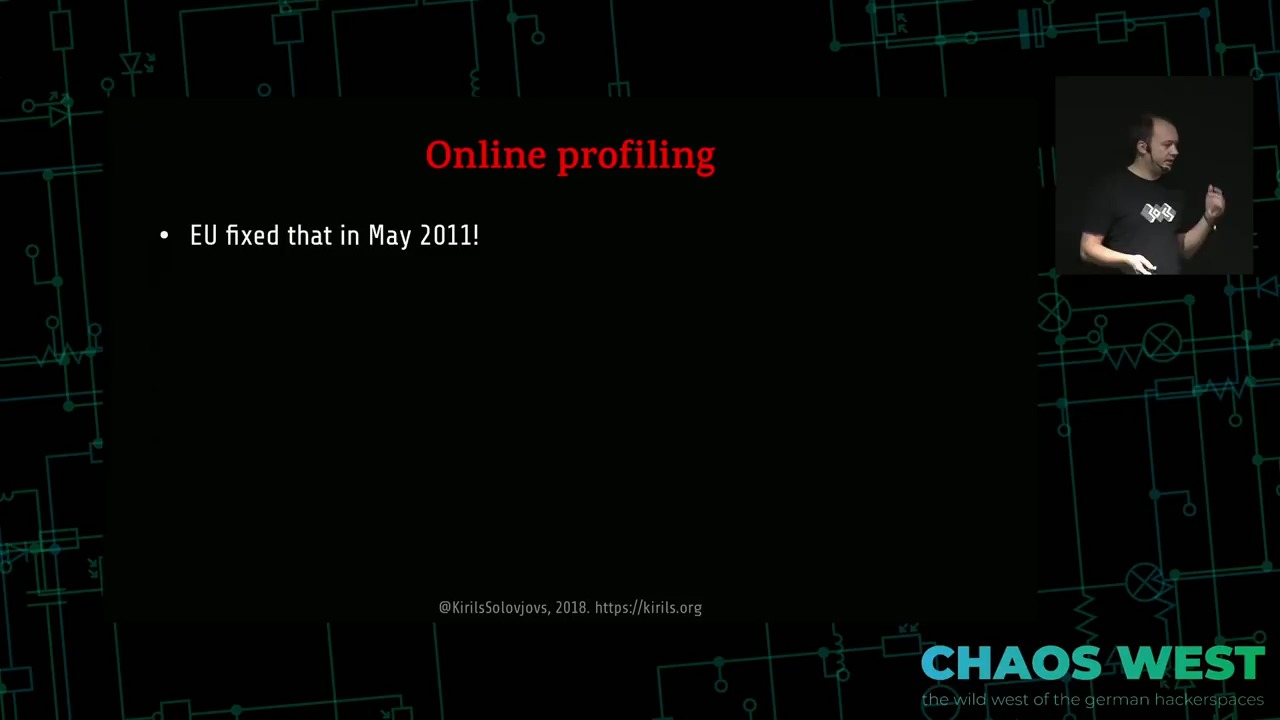 Online profiling
• EU fixed that in May 2011!
@KirilsSolovjovs, 2018. https://kirils.org
CHAOS WEST
the wild west of the german hackerspaces